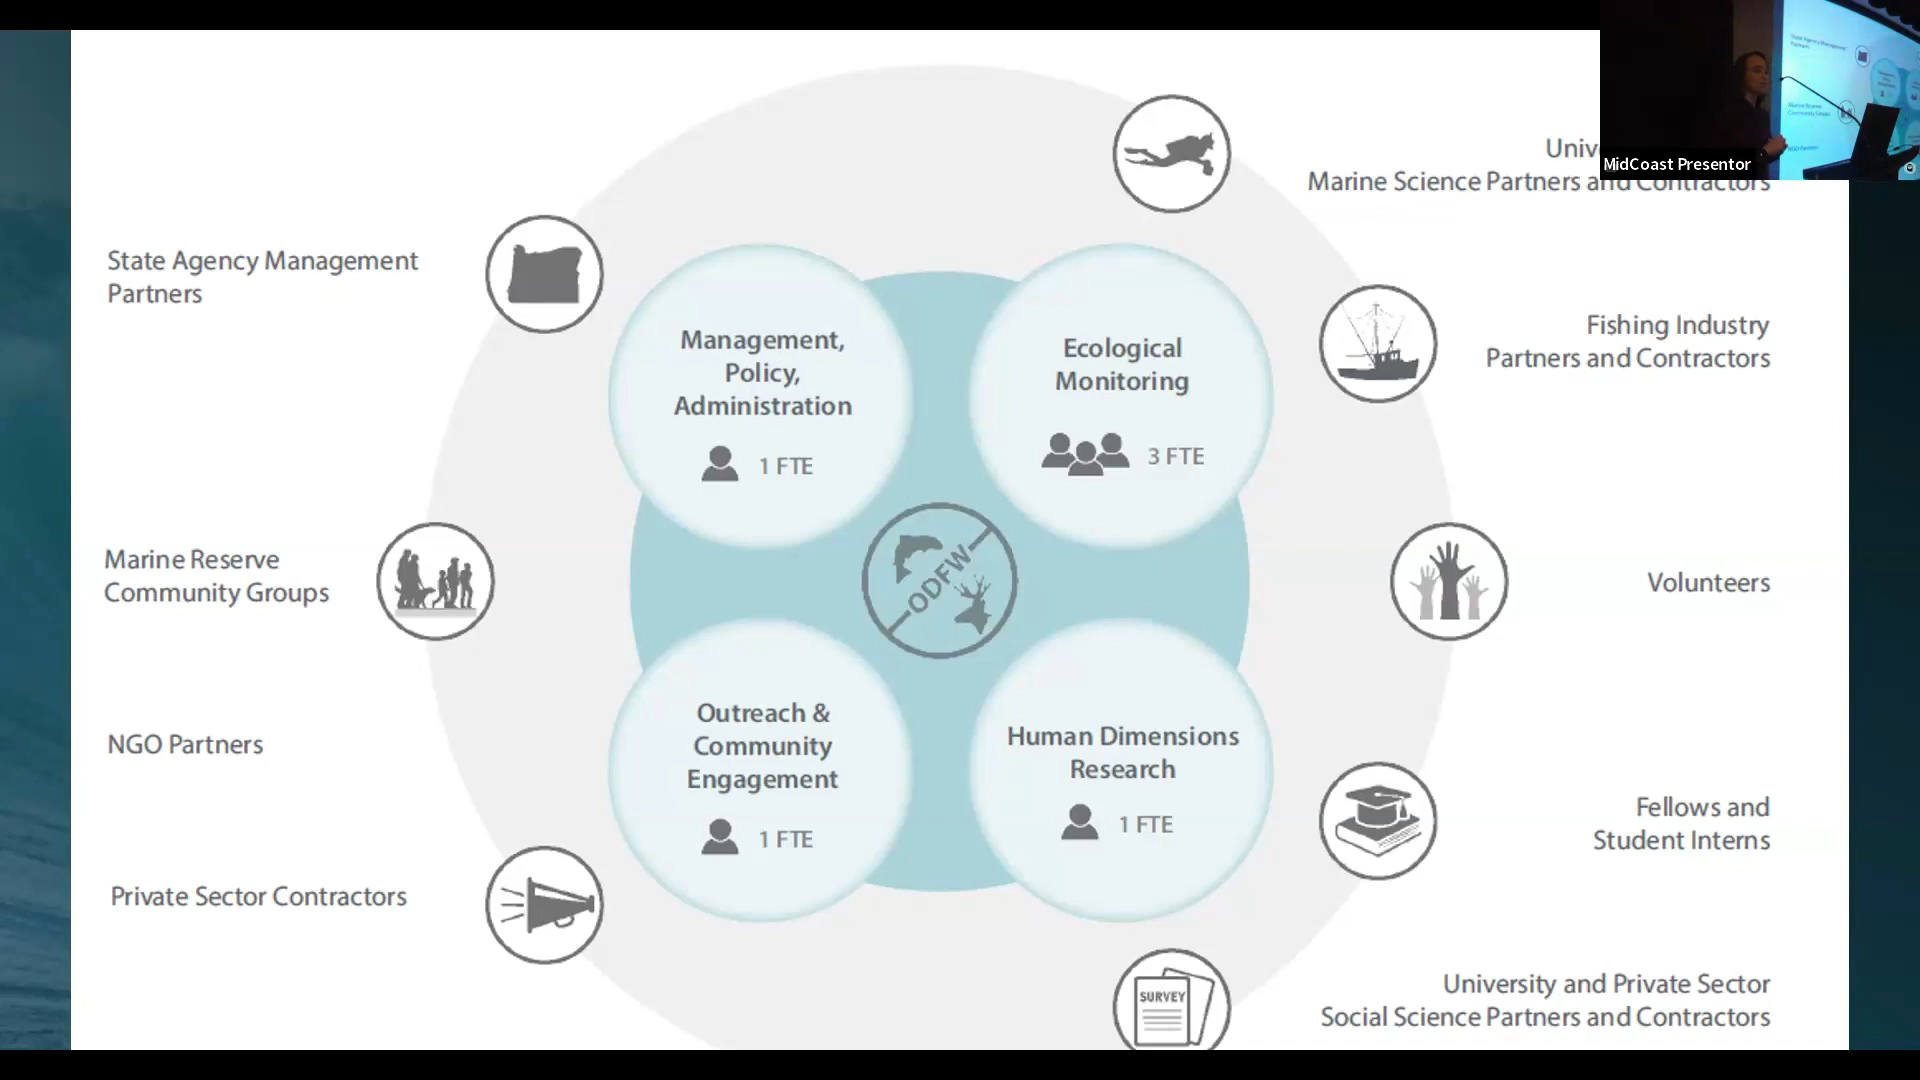 MidCoast Presentor
Marine Science Partners and Contractors
State Agency Management
Partners
Fishing Industry
Partners and Contractors
Management,
Policy,
Administration
1 FTE
Ecological
Monitoring
3 FTE
ODFW
Marine Reserve
Community Groups
Volunteers
NGO Partners
Outreach &
Community
Engagement
1 FTE
Human Dimensions
Research
1 FTE
Fellows and
Student Interns
Private Sector Contractors
SURVEY
University and Private Sector
Social Science Partners and Contractors